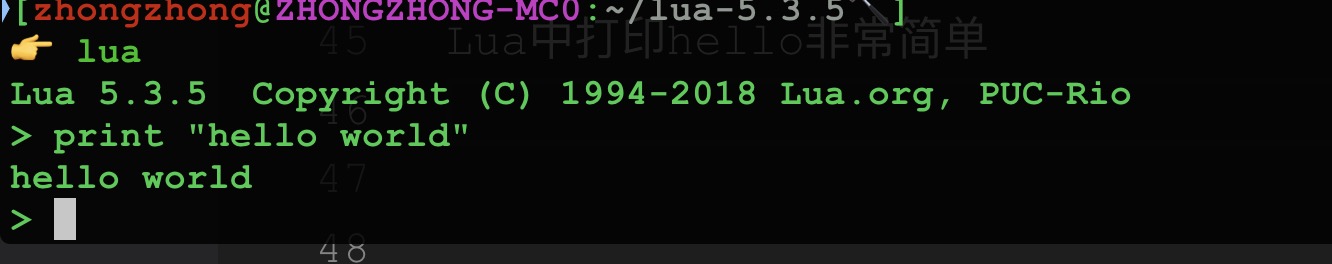 [zhongzhong@ZHONGZHONG-MC0:~/lua-5.3.5]
45 Lua中打印hello非常简单
👉 lua
Lua 5.3.5  Copyright (C) 1994-2018 Lua.org, PUC-Rio
46
> print "hello world"
hello world
47
>
48